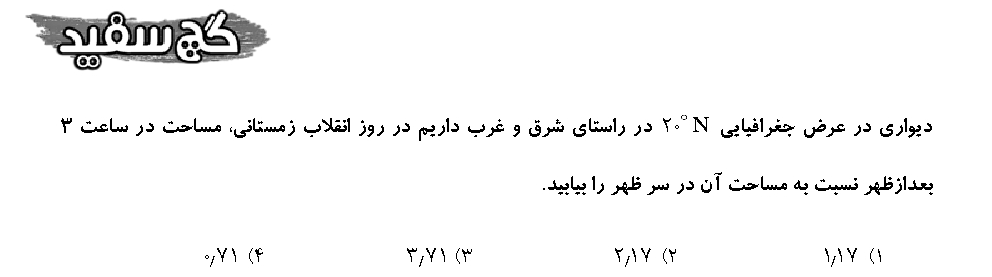 گچ سفید
دیواری در عرض جغرافیایی ۲۰°N در راستای شرق و غرب داریم در روز انقلاب زمستانی، مساحت در ساعت ۳
بعدازظهر نسبت به مساحت آن در سر ظهر را بیابید.
۱) ۱٫۱۷ ۲) ۲٫۱۷ ۳) ۳٫۷۱ ۴) ۰٫۷۱